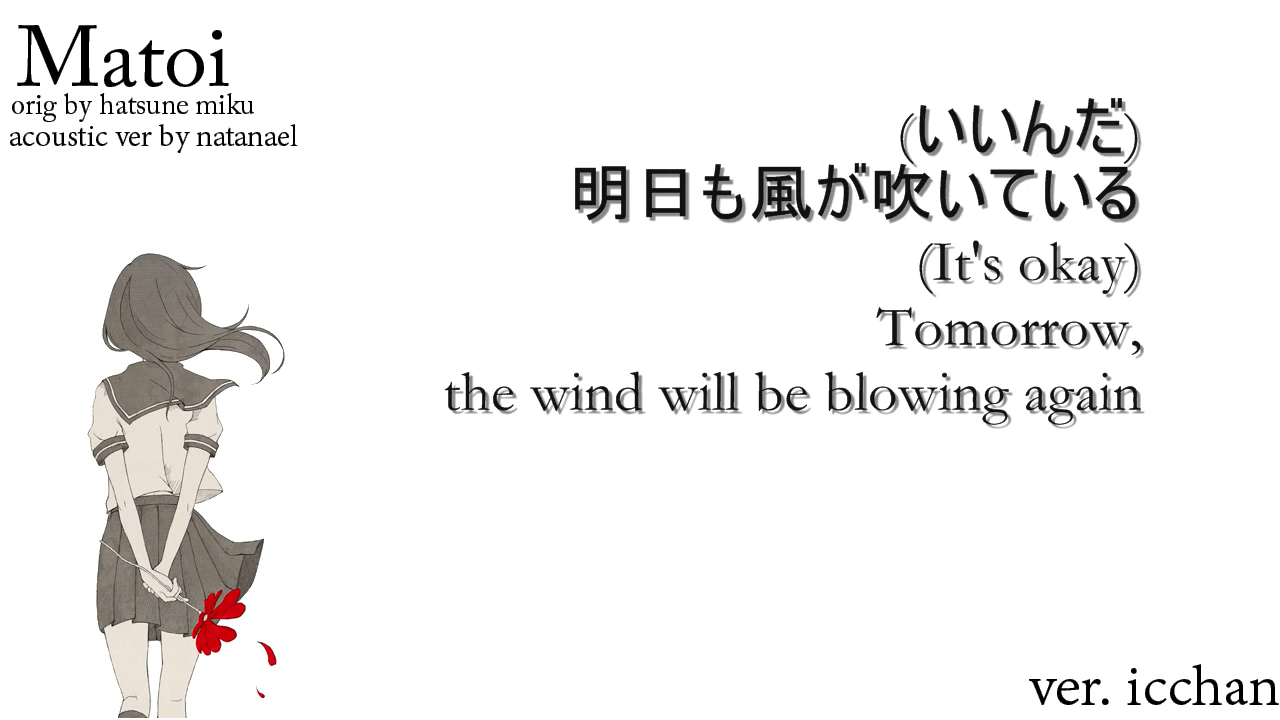 Matoi
orig by hatsune miku
acoustic ver by natanael
(いいんだ)
明日も風が吹いている
(It's okay)
Tomorrow,
the wind will be blowing again
ver. icchan